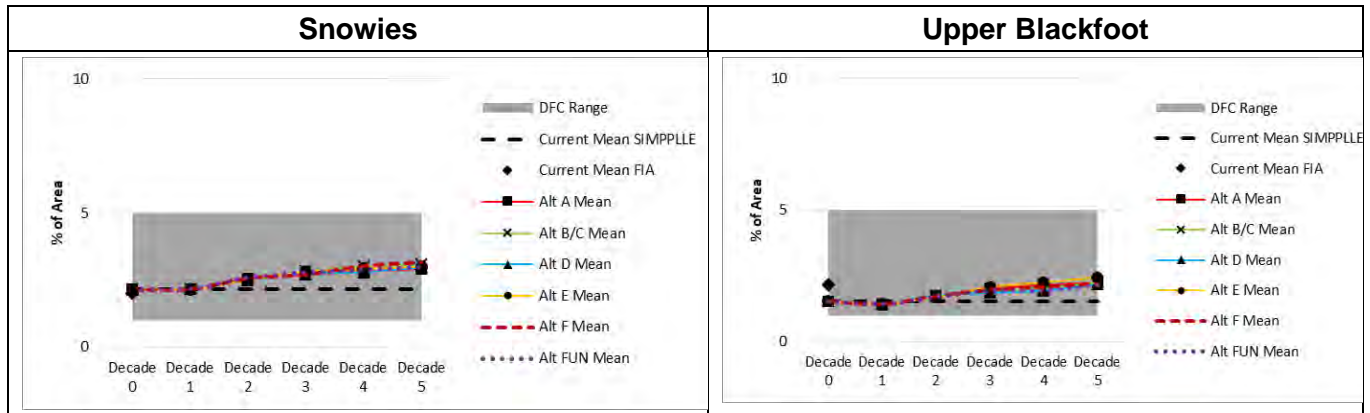 Snowies
Upper Blackfoot
10
5
0
% of Area
Decade 0
Decade 1
Decade 2
Decade 3
Decade 4
Decade 5
DFC Range
Current Mean SIMPPLLE
Current Mean FIA
Alt A Mean
Alt B/C Mean
Alt D Mean
Alt E Mean
Alt F Mean
Alt FUN Mean
10
5
0
% of Area
Decade 0
Decade 1
Decade 2
Decade 3
Decade 4
Decade 5
DFC Range
Current Mean SIMPPLLE
Current Mean FIA
Alt A Mean
Alt B/C Mean
Alt D Mean
Alt E Mean
Alt F Mean
Alt FUN Mean